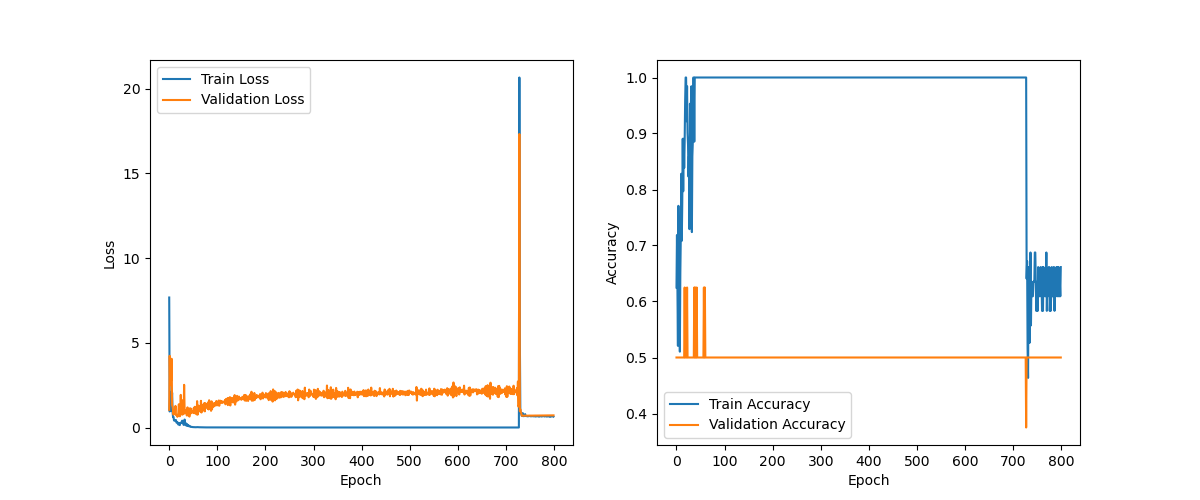 Train Loss
Validation Loss
20
15
10
5
0
Loss
0 100 200 300 400 500 600 700 800
Epoch
1.0
0.9
0.8
0.7
0.6
0.5
0.4
Accuracy
Train Accuracy
Validation Accuracy
0 100 200 300 400 500 600 700 800
Epoch